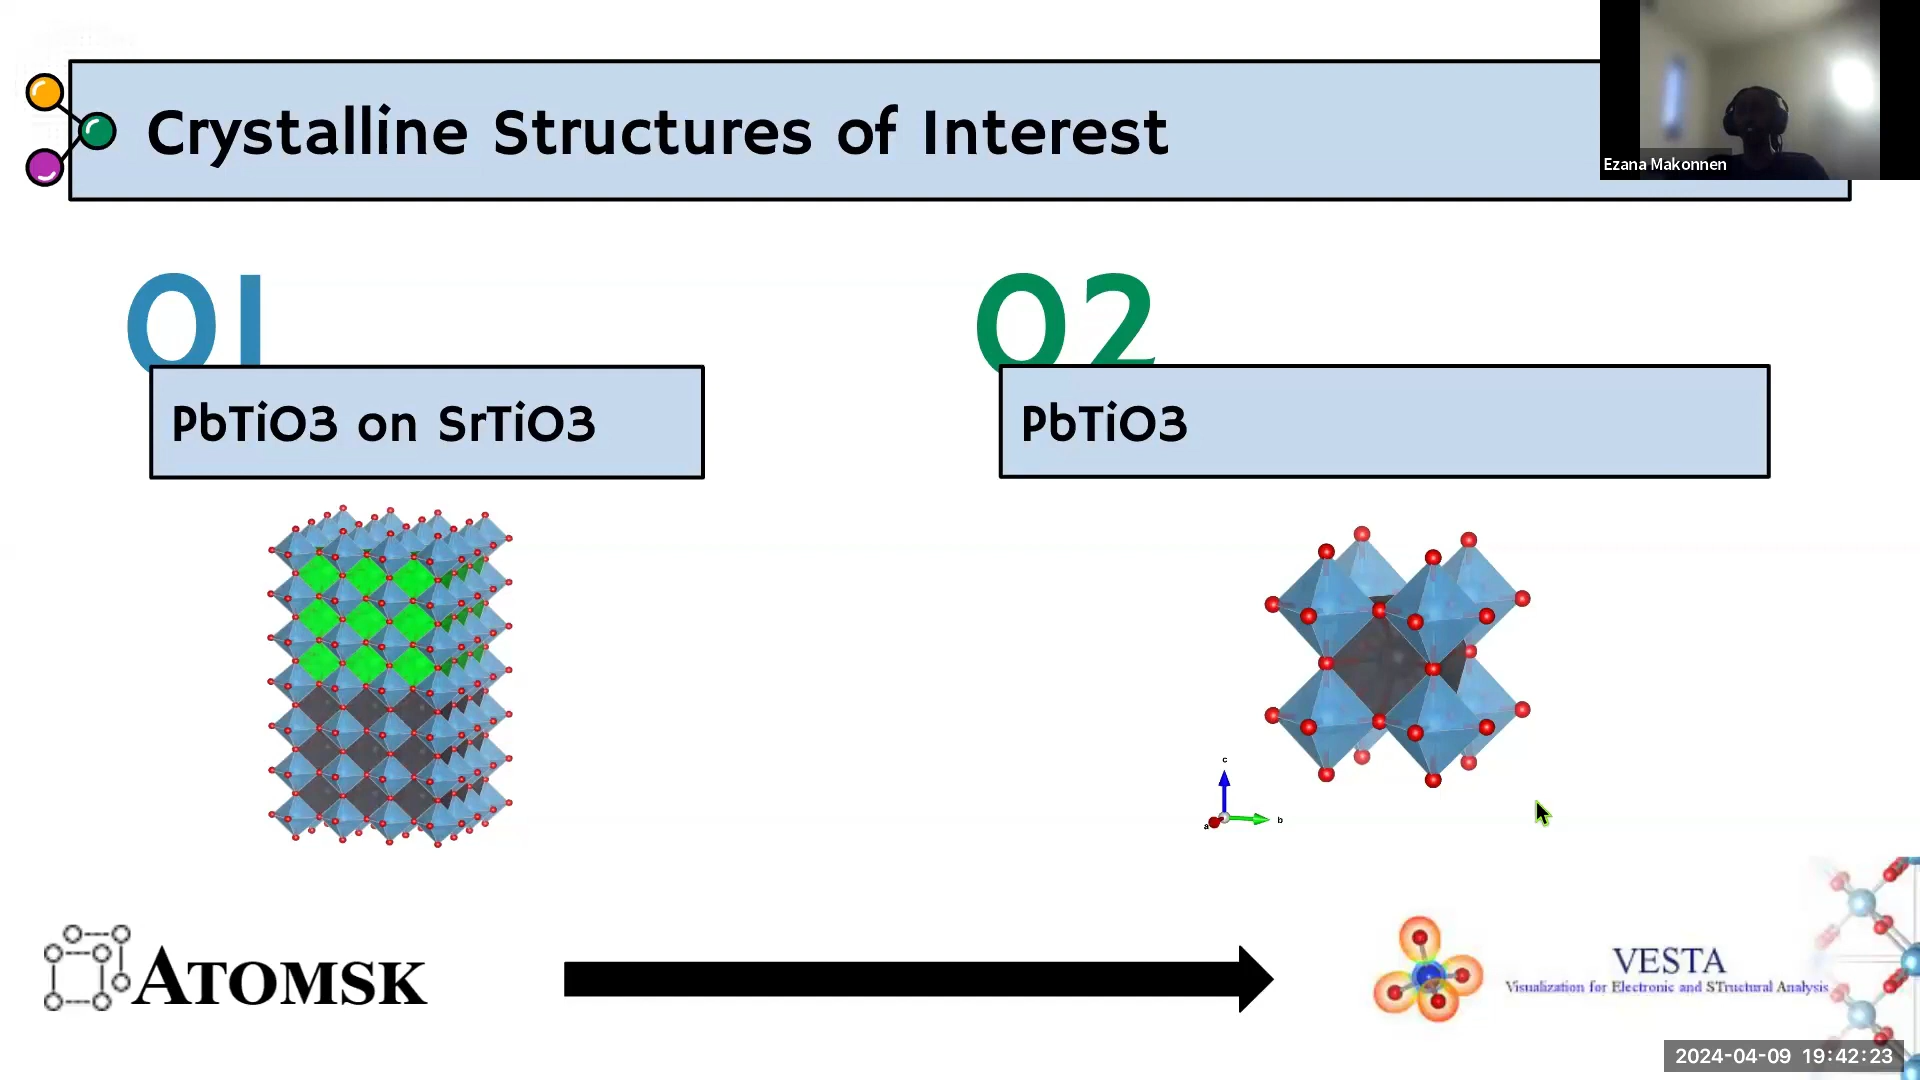 Crystalline Structures of Interest
Ezana Makonnen
01
02
PbTiO3 on SrTiO3
PbTiO3
c
a
b
ATOMSK
VESTA
Visualization for Electronic and STructural Analysis
2024-04-09 19:42:23